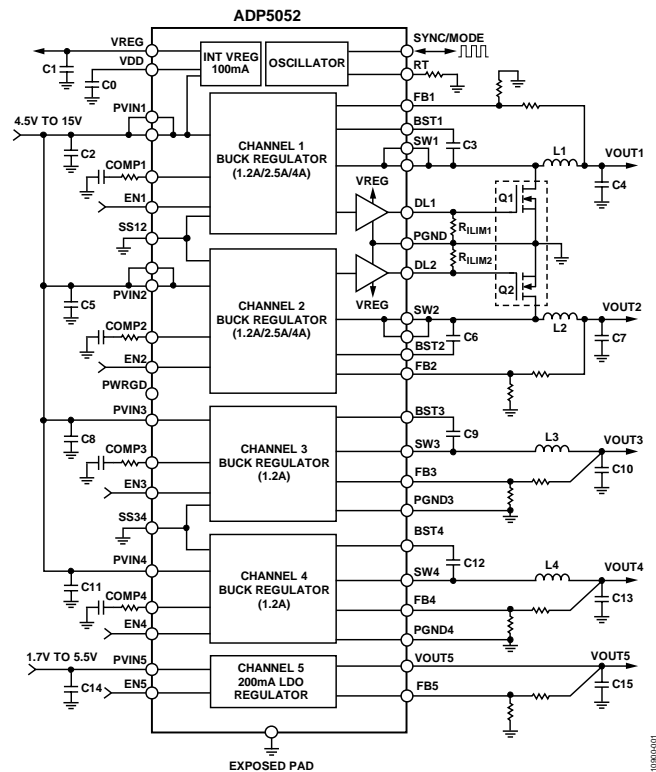 ADP5052
VREG
VDD
C1
C0
INT VREG
100mA
OSCILLATOR
SYNC/MODE
RT
4.5V TO 15V
PVIN1
C2
COMP1
EN1
CHANNEL 1
BUCK REGULATOR
(1.2A/2.5A/4A)
FB1
BST1
C3
SW1
L1
VOUT1
C4
VREG
DL1
Q1
RILIM1
PGND
RILIM2
DL2
Q2
VREG
SS12
PVIN2
C5
COMP2
EN2
PWRGD
CHANNEL 2
BUCK REGULATOR
(1.2A/2.5A/4A)
SW2
L2
VOUT2
C6
C7
BST2
FB2
PVIN3
C8
COMP3
EN3
CHANNEL 3
BUCK REGULATOR
(1.2A)
BST3
C9
SW3
L3
VOUT3
C10
FB3
PGND3
SS34
PVIN4
C11
COMP4
EN4
CHANNEL 4
BUCK REGULATOR
(1.2A)
BST4
C12
SW4
L4
VOUT4
C13
FB4
PGND4
1.7V TO 5.5V
PVIN5
C14
EN5
CHANNEL 5
200mA LDO
REGULATOR
VOUT5
VOUT5
C15
FB5
EXPOSED PAD
10900-001